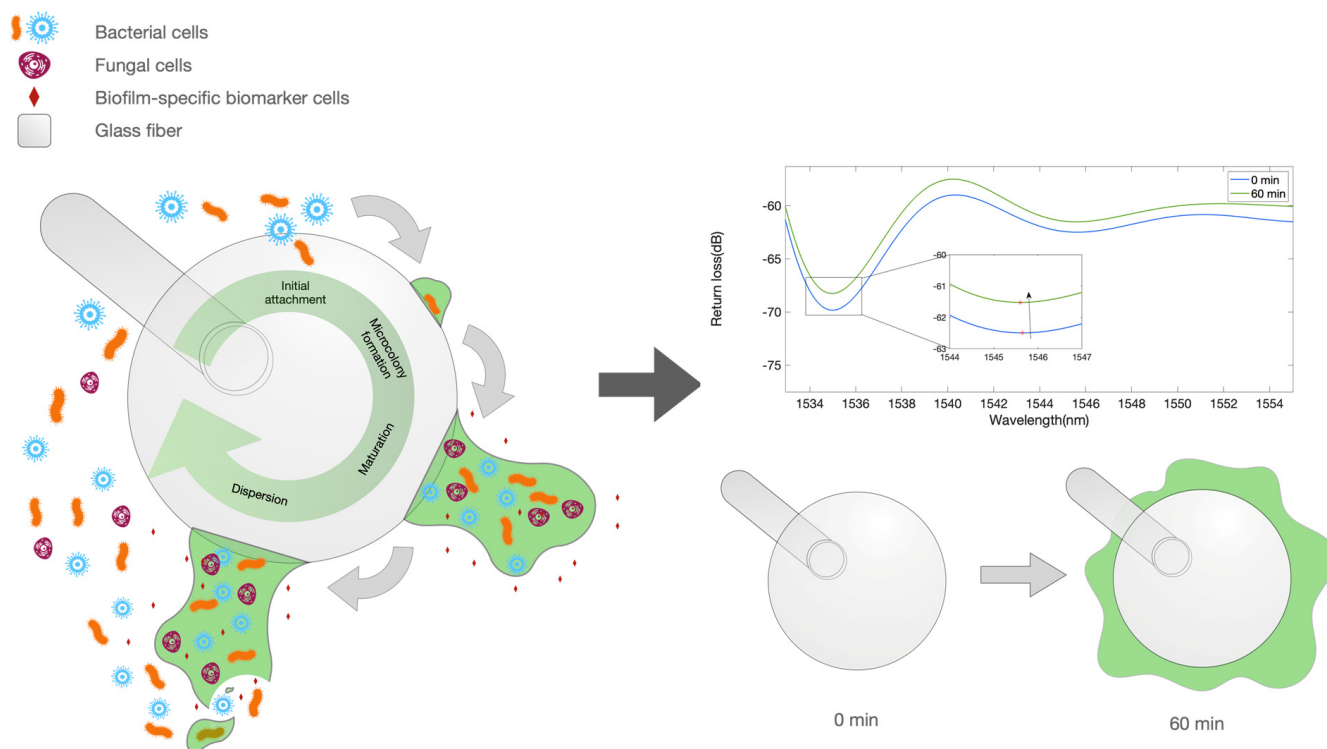 Bacterial cells
Fungal cells
Biofilm-specific biomarker cells
Glass fiber
Initial
attachment
Microcolony
formation
Maturation
Dispersion
0 min
60 min
Return loss(dB)
-60
-65
-70
-75
-60
-61
-62
-63
1544
1545
1546
1547
1534
1536
1538
1540
1542
1544
1546
1548
1550
1552
1554
Wavelength(nm)
0 min
60 min